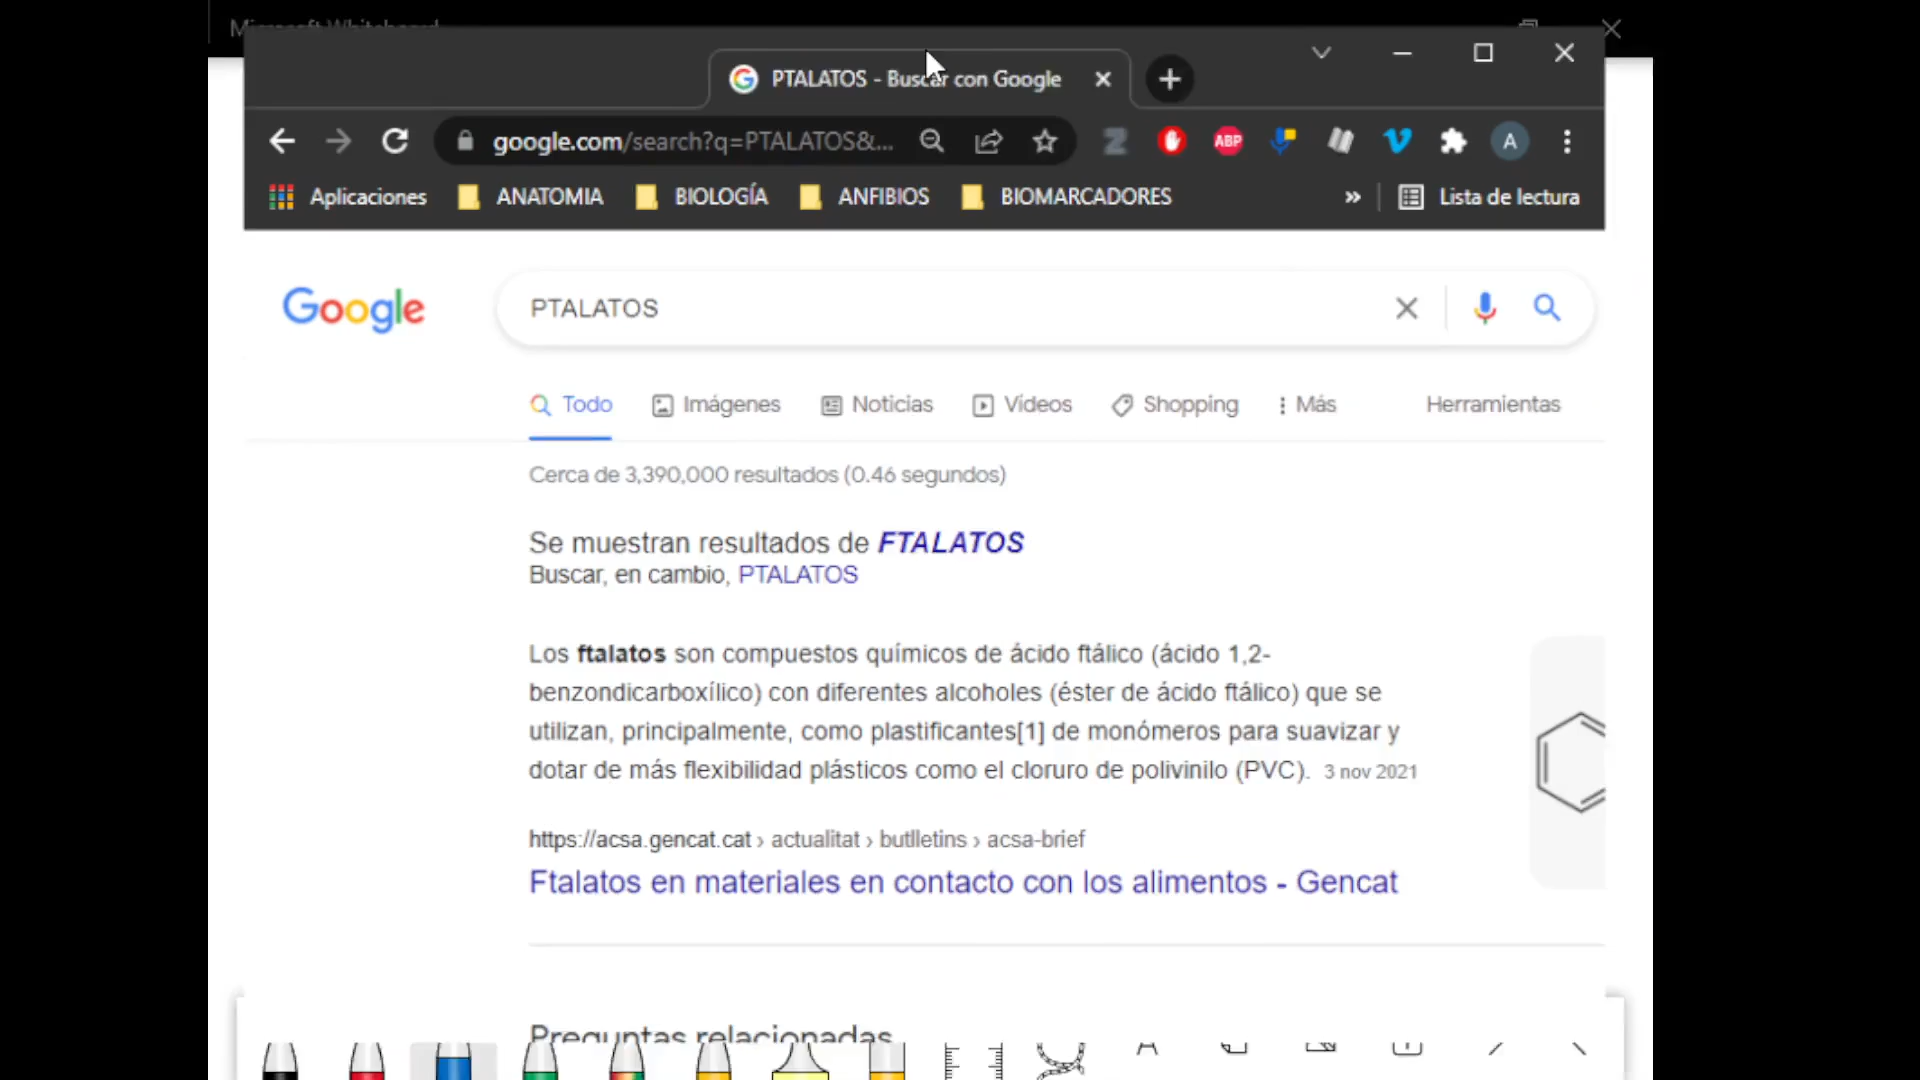 Microsoft Whiteboard
PTALATOS - Buscar con Google
google.com/search?q=PTALATOS&...
ABP
A
Aplicaciones
ANATOMIA
BIOLOGÍA
ANFIBIOS
BIOMARCADORES
»
Lista de lectura
Google
PTALATOS
Todo
Imágenes
Noticias
Videos
Shopping
Más
Herramientas
Cerca de 3,390,000 resultados (0.46 segundos)
Se muestran resultados de FTALATOS
Buscar, en cambio, PTALATOS
Los ftalatos son compuestos químicos de ácido ftálico (ácido 1,2-
benzondicarboxílico) con diferentes alcoholes (éster de ácido ftálico) que se
utilizan, principalmente, como plastificantes[1] de monómeros para suavizar y
dotar de más flexibilidad plásticos como el cloruro de polivinilo (PVC). 3 nov 2021
https://acsa.gencat.cat › actualitat › butlletins › acsa-brief
Ftalatos en materiales en contacto con los alimentos - Gencat
Preguntas relacionadas